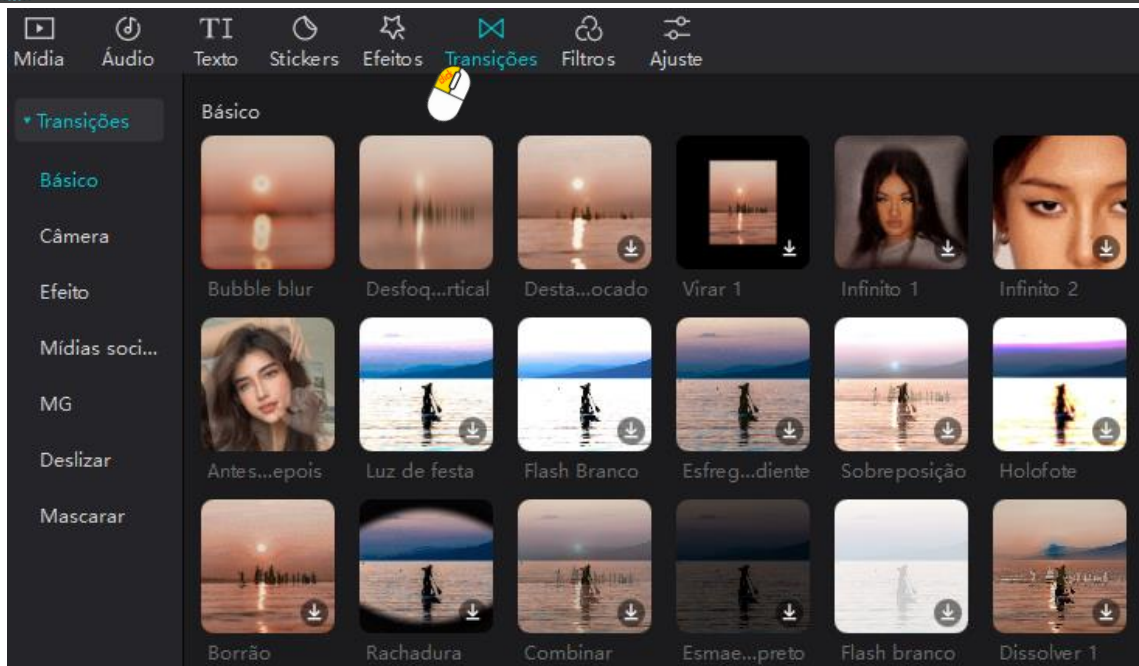 Mídia Áudio Texto Stickers Efeitos Transições Filtros Ajuste
Transições
Básico
Câmera
Efeito
Mídias soci...
MG
Deslizar
Mascarar
Básico
Bubble blur Desfoq...rtical Desta...ocado Virar 1 Infinito 1 Infinito 2
Antes...epois Luz de festa Flash Branco Esfreg...diente Sobreposição Holofote
Borrão Rachadura Combinar Esmae...preto Flash branco Dissolver 1